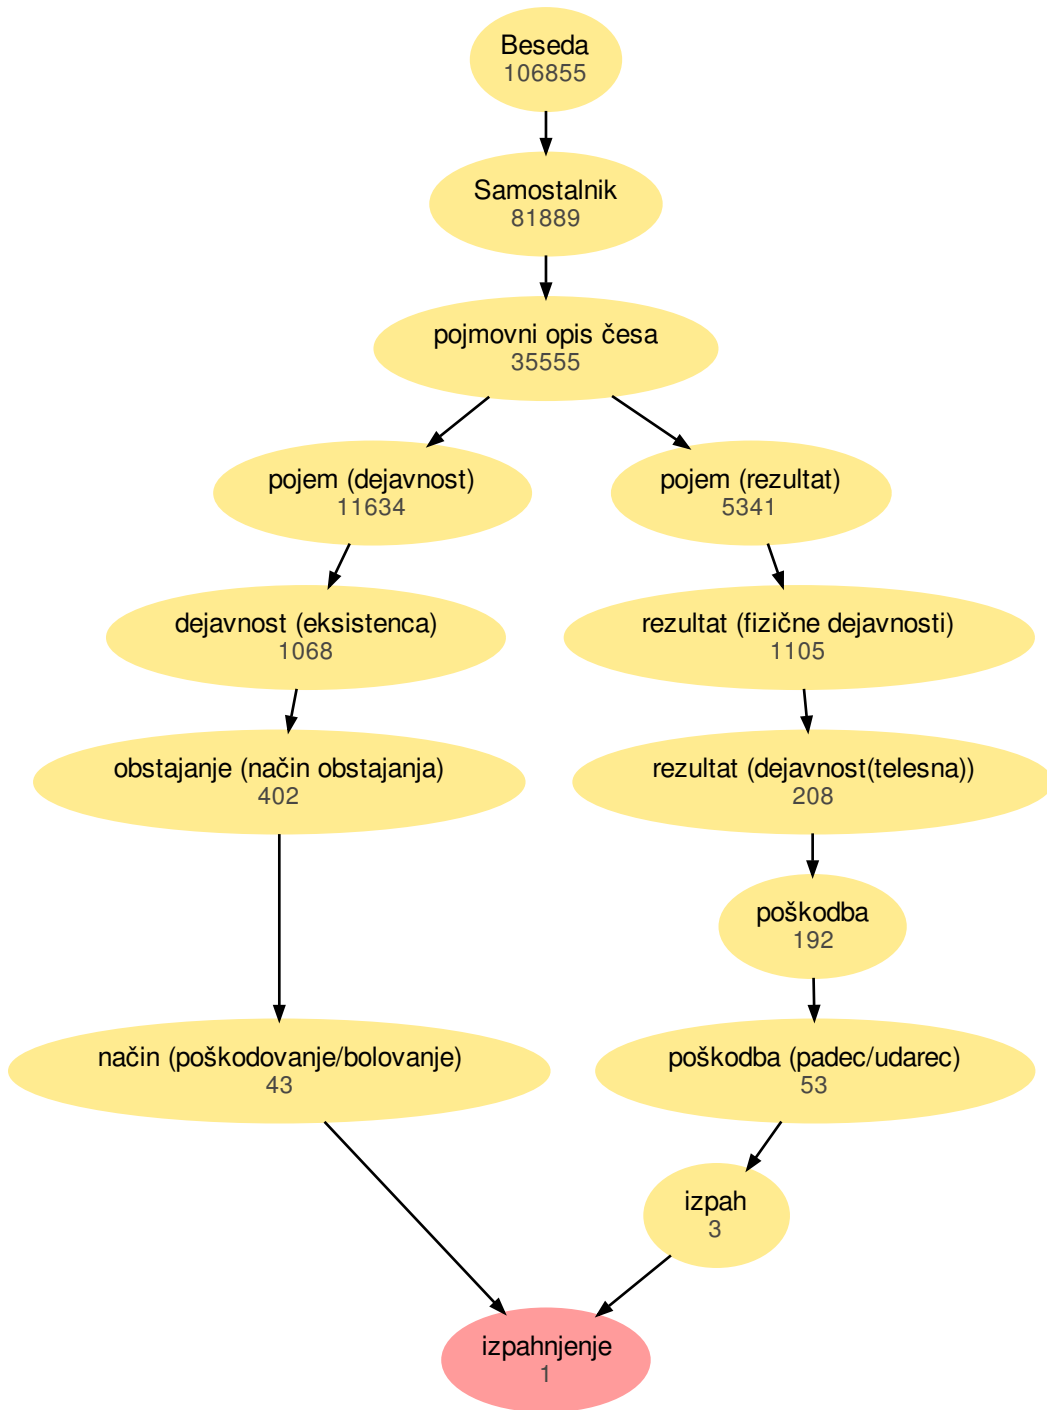 Beseda
106855
Samostalnik
81889
pojmovni opis česa
35555
pojem (dejavnost)
11634
pojem (rezultat)
5341
dejavnost (eksistenca)
1068
rezultat (fizične dejavnosti)
1105
obstajanje (način obstajanja)
402
rezultat (dejavnost(telesna))
208
poškodba
192
način (poškodovanje/bolovanje)
43
poškodba (padec/udarec)
53
izpah
3
izpahnjenje
1